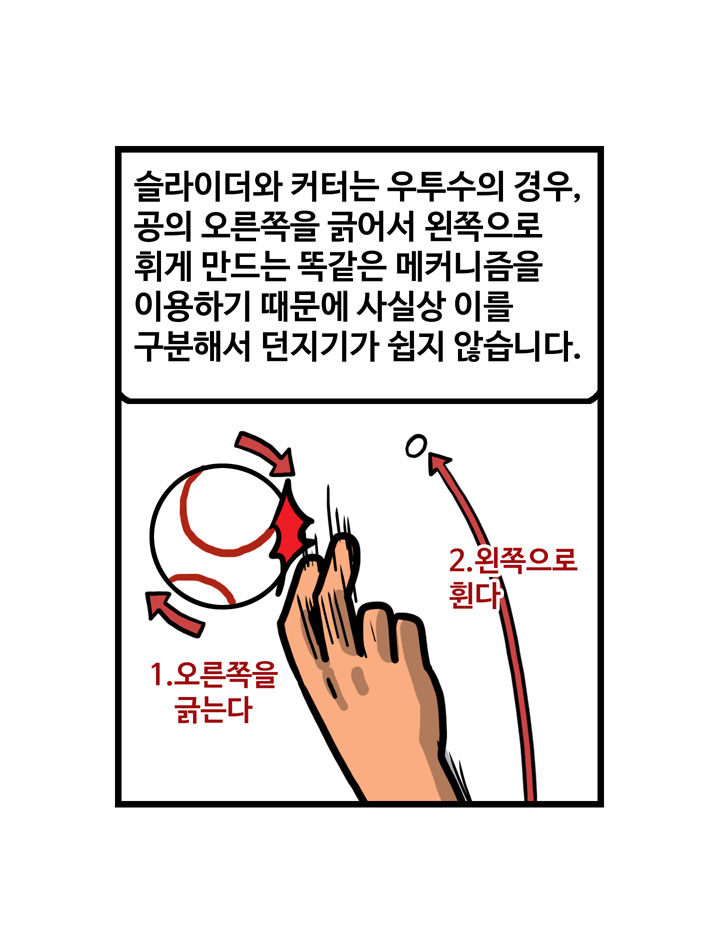 슬라이더와 커터는 우투수의 경우,
공의 오른쪽을 긁어서 왼쪽으로
휘게 만드는 똑같은 메커니즘을
이용하기 때문에 사실상 이를
구분해서 던지기가 쉽지 않습니다.
2.왼쪽으로
휜다
1.오른쪽을
긁는다